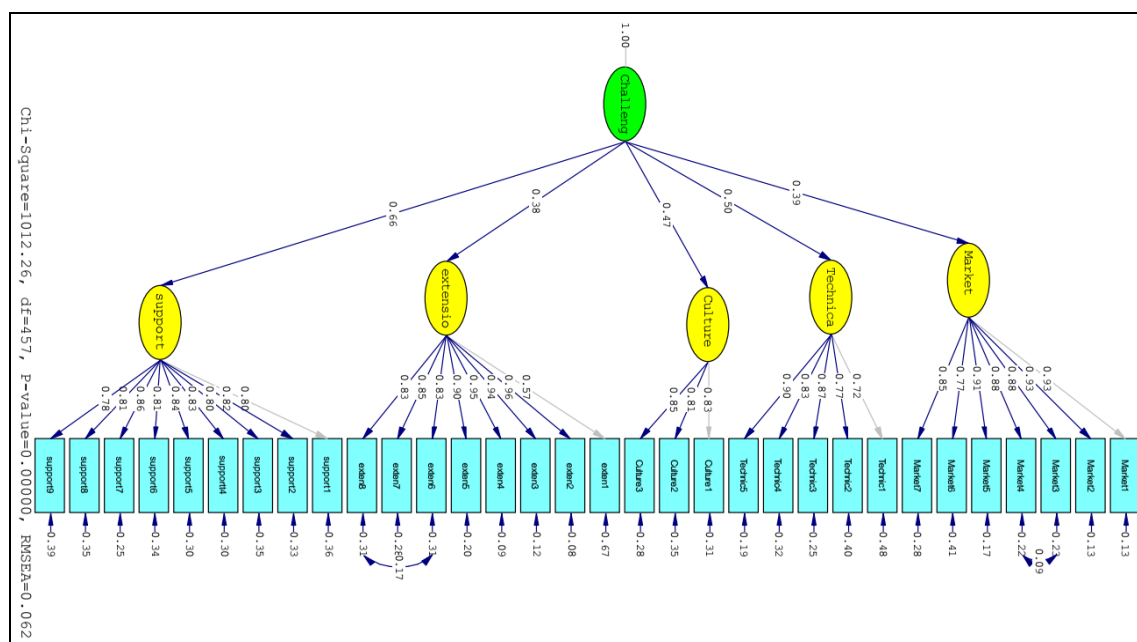 1.00
Challeng
0.39
0.50
0.47
0.38
0.66
Market
Technica
Culture
extensio
support
0.93
0.93
0.88
0.88
0.91
0.77
0.85
0.72
0.77
0.87
0.83
0.90
0.83
0.81
0.85
0.57
0.96
0.94
0.95
0.90
0.83
0.85
0.83
0.80
0.82
0.80
0.83
0.84
0.81
0.86
0.81
0.78
Market1
Market2
Market3
Market4
Market5
Market6
Market7
Technic1
Technic2
Technic3
Technic4
Technic5
Culture1
Culture2
Culture3
exten1
exten2
exten3
exten4
exten5
exten6
exten7
exten8
support1
support2
support3
support4
support5
support6
support7
support8
support9
0.13
0.13
0.23
0.22
0.17
0.41
0.28
0.48
0.40
0.25
0.32
0.19
0.31
0.35
0.28
0.67
0.08
0.12
0.09
0.20
0.31
0.28
0.31
0.36
0.33
0.35
0.30
0.30
0.34
0.25
0.35
0.39
0.09
0.17
Chi-Square=1012.26, df=457, P-value=0.00000, RMSEA=0.062